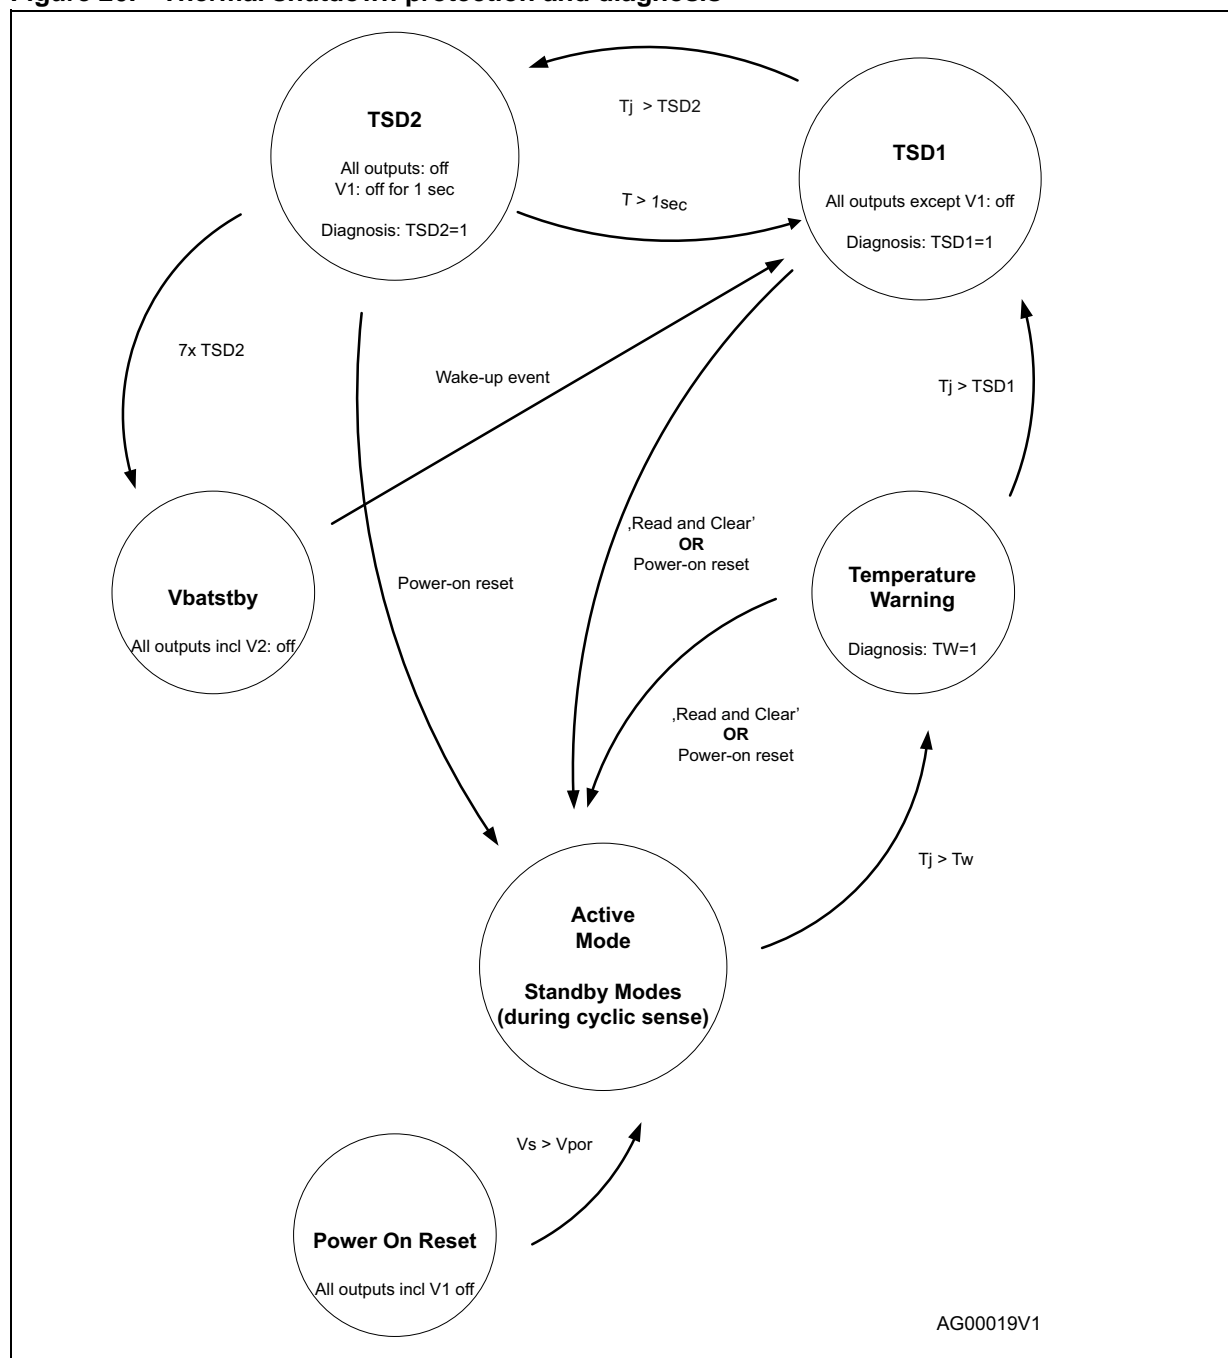 TSD2
All outputs: off
V1: off for 1 sec
Diagnosis: TSD2=1
Tj > TSD2
T > 1sec
TSD1
All outputs except V1: off
Diagnosis: TSD1=1
7x TSD2
Wake-up event
Tj > TSD1
Vbatstby
All outputs incl V2: off
Power-on reset
‚Read and Clear’
OR
Power-on reset
Temperature
Warning
Diagnosis: TW=1
‚Read and Clear’
OR
Power-on reset
Tj > Tw
Active
Mode
Standby Modes
(during cyclic sense)
Vs > Vpor
Power On Reset
All outputs incl V1 off
AG00019V1